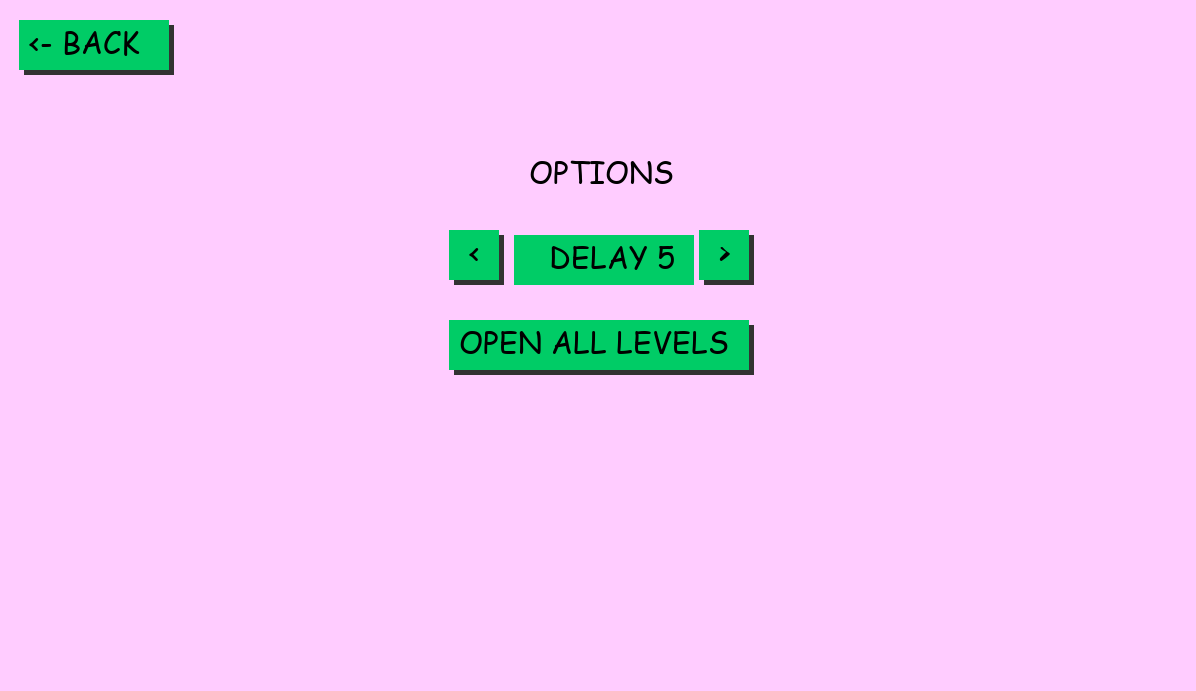 <- BACK
OPTIONS
< DELAY 5 >
OPEN ALL LEVELS